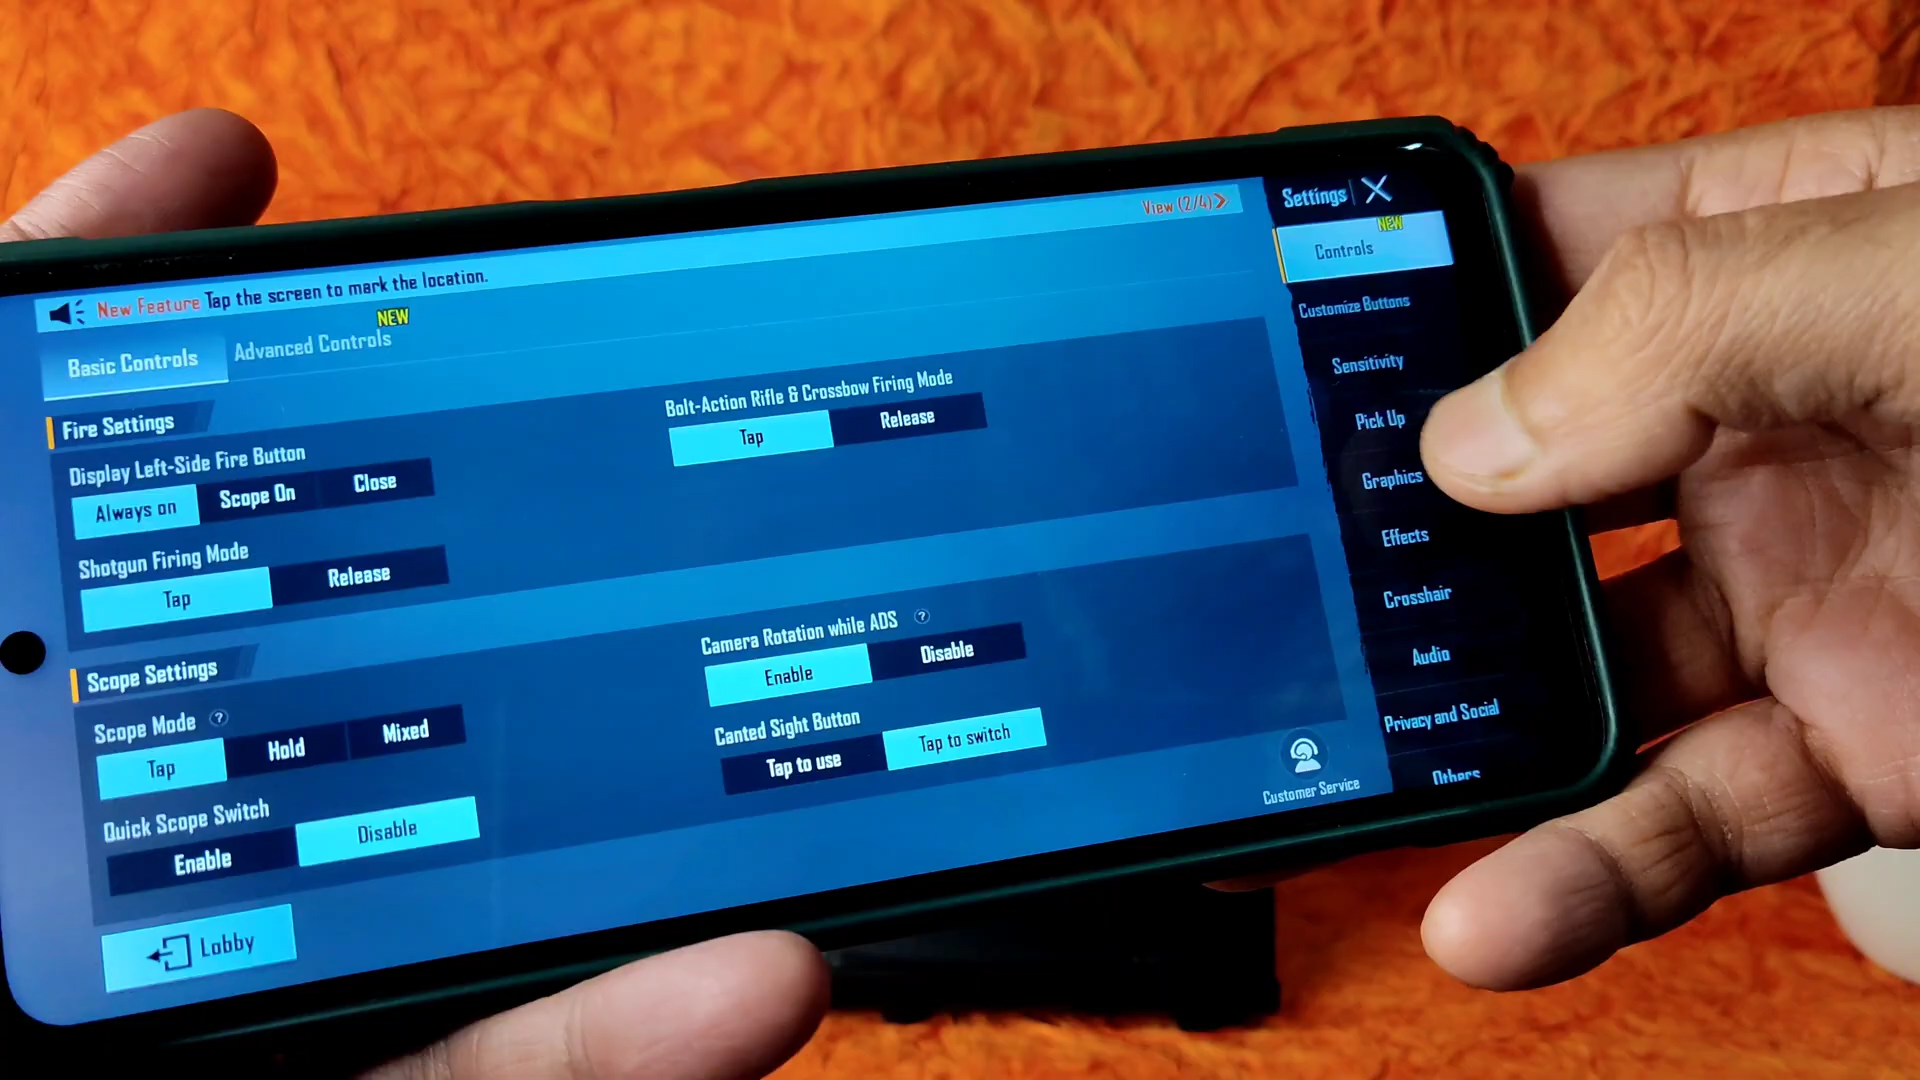 New Feature Tap the screen to mark the location.
View (2/4)
Basic Controls
Advanced Controls
NEW
Fire Settings
Display Left-Side Fire Button
Always on
Scope On
Close
Bolt-Action Rifle & Crossbow Firing Mode
Tap
Release
Shotgun Firing Mode
Tap
Release
Scope Settings
Scope Mode ?
Tap
Hold
Mixed
Camera Rotation while ADS ?
Enable
Disable
Quick Scope Switch
Enable
Disable
Canted Sight Button
Tap to use
Tap to switch
Customer Service
Lobby
Settings
NEW
Controls
Customize Buttons
Sensitivity
Pick Up
Graphics
Effects
Crosshair
Audio
Privacy and Social
Others